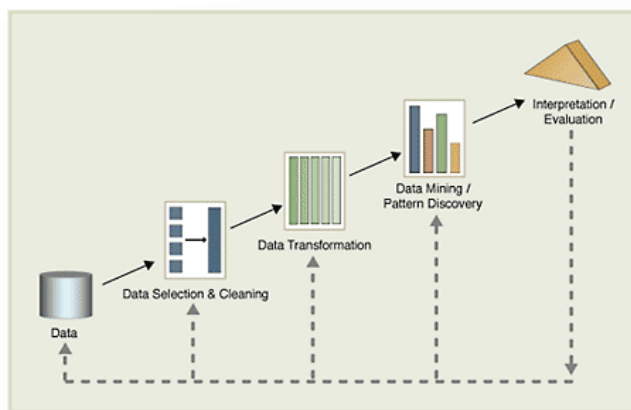 Data
Data Selection & Cleaning
Data Transformation
Data Mining /
Pattern Discovery
Interpretation /
Evaluation